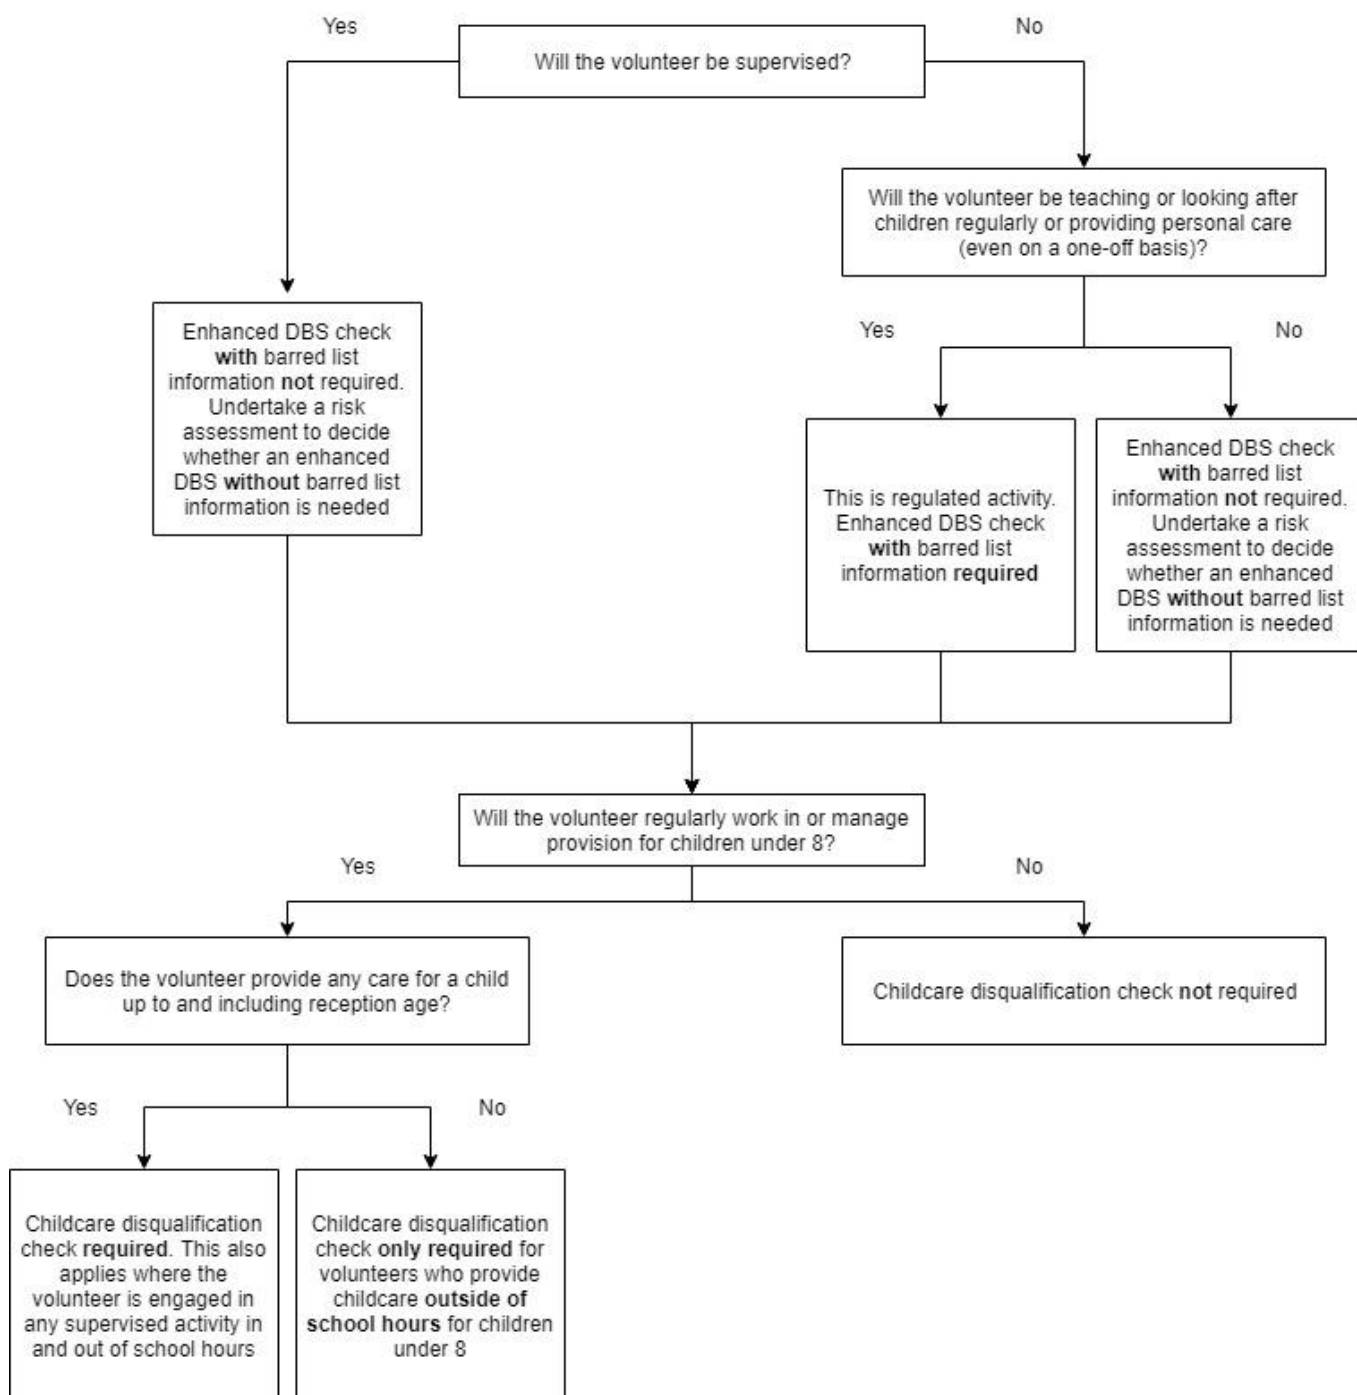 Yes
No
Will the volunteer be supervised?
Will the volunteer be teaching or looking after
children regularly or providing personal care
(even on a one-off basis)?
Yes
No
Enhanced DBS check
with barred list
information not required.
Undertake a risk
assessment to decide
whether an enhanced
DBS without barred list
information is needed
This is regulated activity.
Enhanced DBS check
with barred list
information required
Enhanced DBS check
with barred list
information not required.
Undertake a risk
assessment to decide
whether an enhanced
DBS without barred list
information is needed
Will the volunteer regularly work in or manage
provision for children under 8?
Yes
No
Does the volunteer provide any care for a child
up to and including reception age?
Childcare disqualification check not required
Yes
No
Childcare disqualification
check required. This also
applies where the
volunteer is engaged in
any supervised activity in
and out of school hours
Childcare disqualification
check only required for
volunteers who provide
childcare outside of
school hours for children
under 8